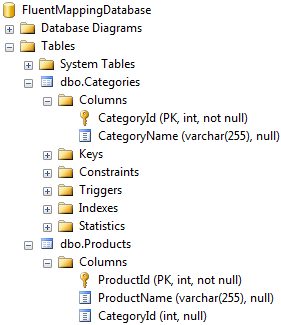 FluentMappingDatabase
Database Diagrams
Tables
System Tables
dbo.Categories
Columns
CategoryId (PK, int, not null)
CategoryName (varchar(255), null)
Keys
Constraints
Triggers
Indexes
Statistics
dbo.Products
Columns
ProductId (PK, int, not null)
ProductName (varchar(255), null)
CategoryId (int, null)